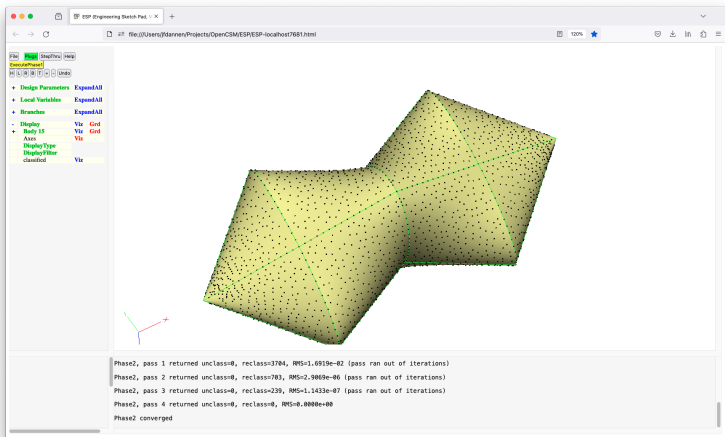 ESP (Engineering Sketch Pad, V
file:///Users/jfdannen/Projects/OpenCSM/ESP/ESP-localhost7681.html
120%
File Plugs StepThru Help
ExecutePhase1
H L R B T + - Undo
+ Design Parameters ExpandAll
+ Local Variables ExpandAll
+ Branches ExpandAll
- Display Viz Grd
+ Body 15 Viz Grd
Axes Viz
DisplayType
DisplayFilter
classified Viz
Phase2, pass 1 returned unclass=0, reclass=3704, RMS=1.6919e-02 (pass ran out of iterations)
Phase2, pass 2 returned unclass=0, reclass=703, RMS=2.9069e-06 (pass ran out of iterations)
Phase2, pass 3 returned unclass=0, reclass=239, RMS=1.1433e-07 (pass ran out of iterations)
Phase2, pass 4 returned unclass=0, reclass=0, RMS=0.0000e+00
Phase2 converged